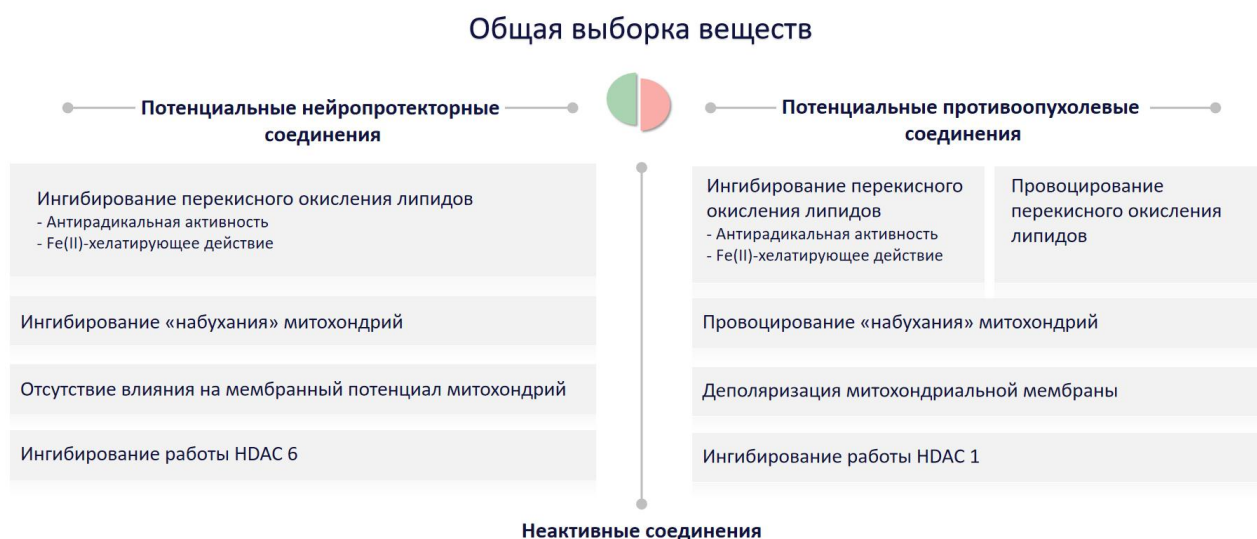 Общая выборка веществ
Потенциальные нейропротекторные
соединения
Ингибирование перекисного окисления липидов
- Антирадикальная активность
- Fe(II)-хелатирующее действие
Ингибирование «набухания» митохондрий
Отсутствие влияния на мембранный потенциал митохондрий
Ингибирование работы HDAC 6
Потенциальные противоопухолевые
соединения
Ингибирование перекисного
окисления липидов
- Антирадикальная активность
- Fe(II)-хелатирующее действие
Провоцирование
перекисного окисления
липидов
Провоцирование «набухания» митохондрий
Деполяризация митохондриальной мембраны
Ингибирование работы HDAC 1
Неактивные соединения